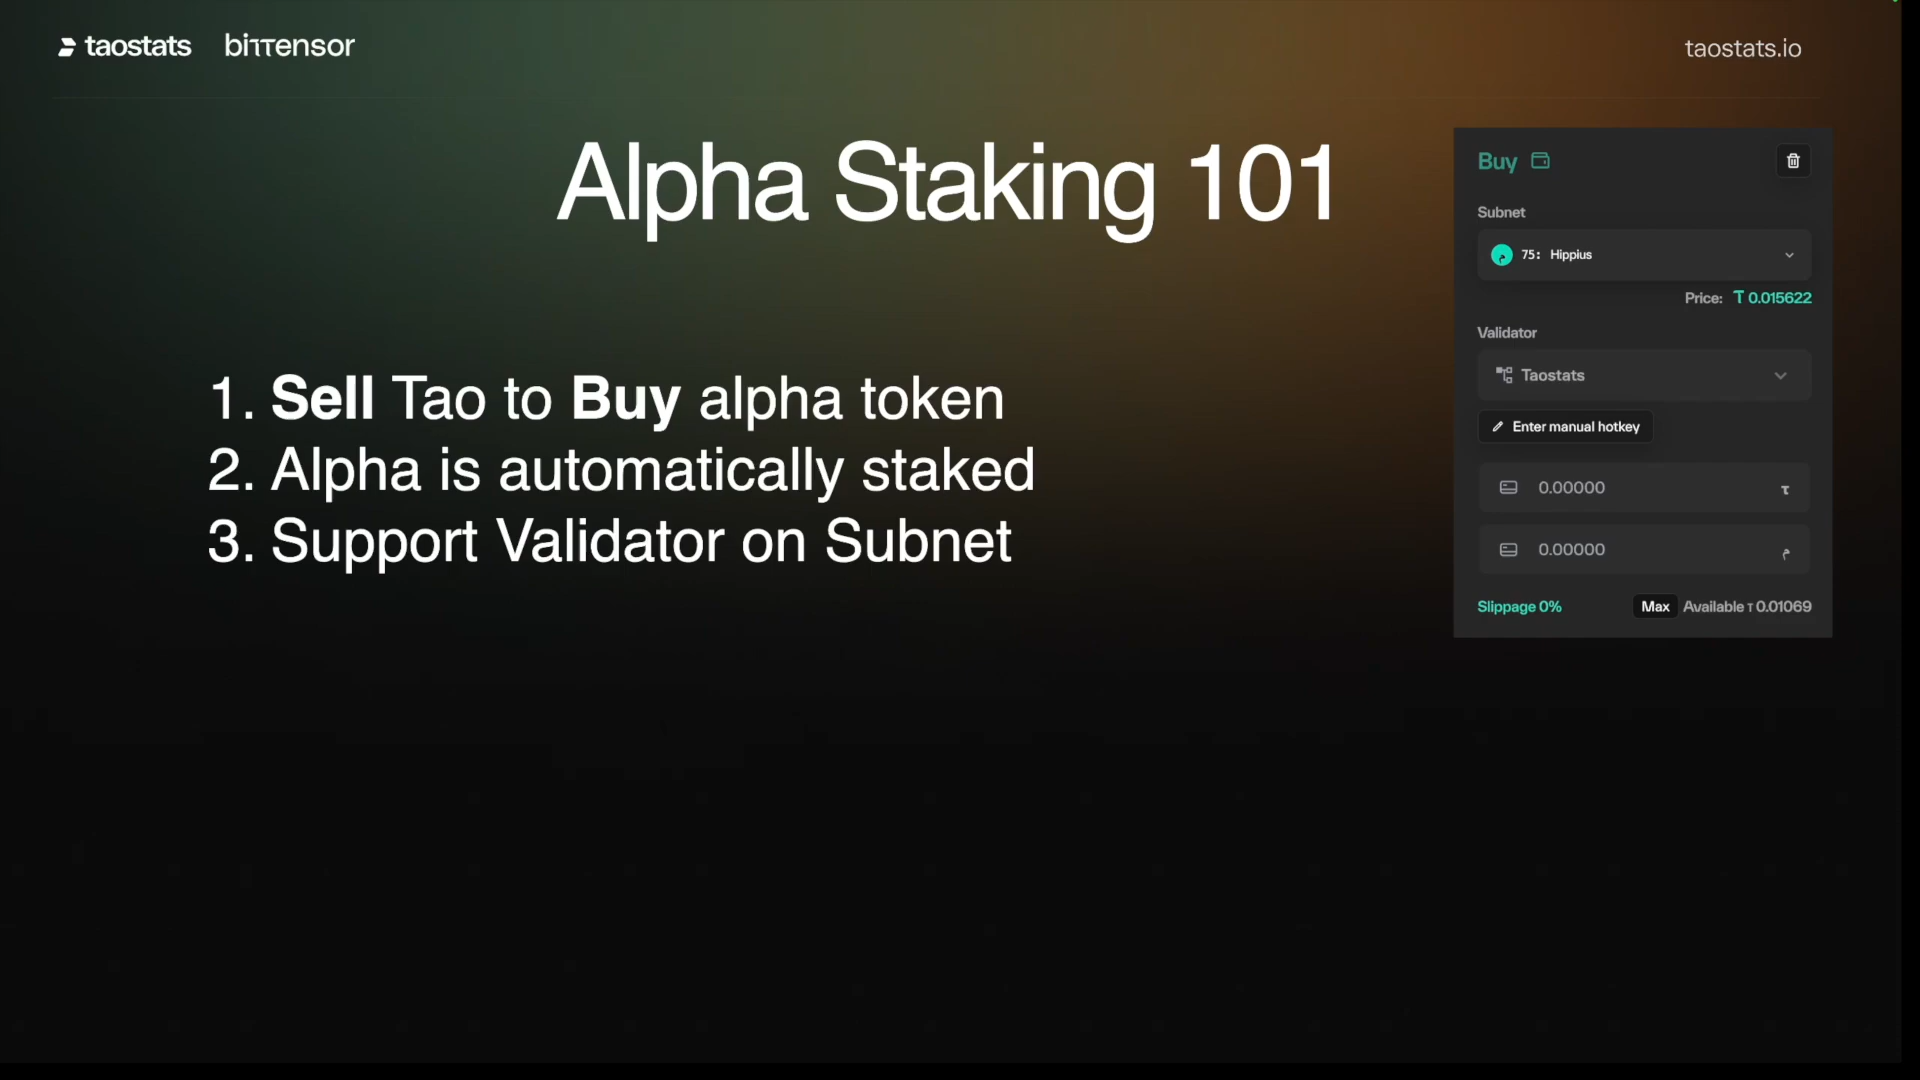 taostats bittensor
taostats.io
Alpha Staking 101
1. Sell Tao to Buy alpha token
2. Alpha is automatically staked
3. Support Validator on Subnet
Buy
Subnet
75: Hippius
Price: T 0.015622
Validator
Taostats
Enter manual hotkey
0.00000 τ
0.00000 م
Slippage 0% Max Available τ 0.01069